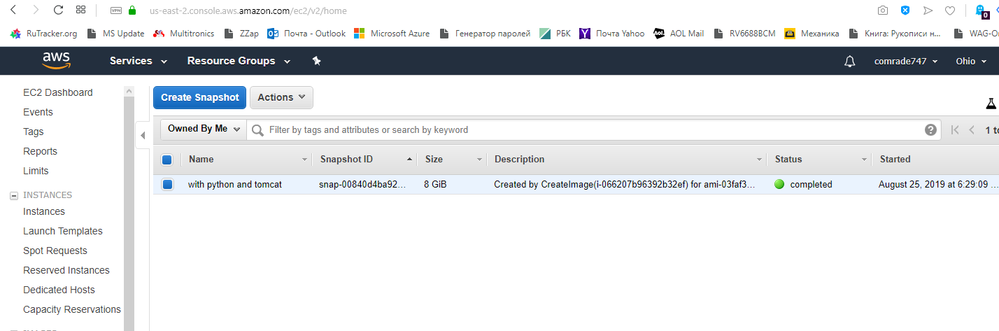 VPN us-east-2.console.aws.amazon.com/ec2/v2/home 0
RuTracker.org MS Update Multitronics ZZap Почта - Outlook Microsoft Azure Генератор паролей РБК Почта Yahoo Aol. AOL Mail RV6688BCM Механика Книга: Рукописи н... WAG-O
aws Services Resource Groups comrade747 Ohio
EC2 Dashboard
Events
Tags
Reports
Limits
INSTANCES
Instances
Launch Templates
Spot Requests
Reserved Instances
Dedicated Hosts
Capacity Reservations
Create Snapshot Actions
Owned By Me Filter by tags and attributes or search by keyword ? 1 to
Name Snapshot ID Size Description Status Started
with python and tomcat snap-00840d4ba92... 8 GiB Created by CreateImage(i-066207b96392b32ef) for ami-03faf3... completed August 25, 2019 at 6:29:09 ...